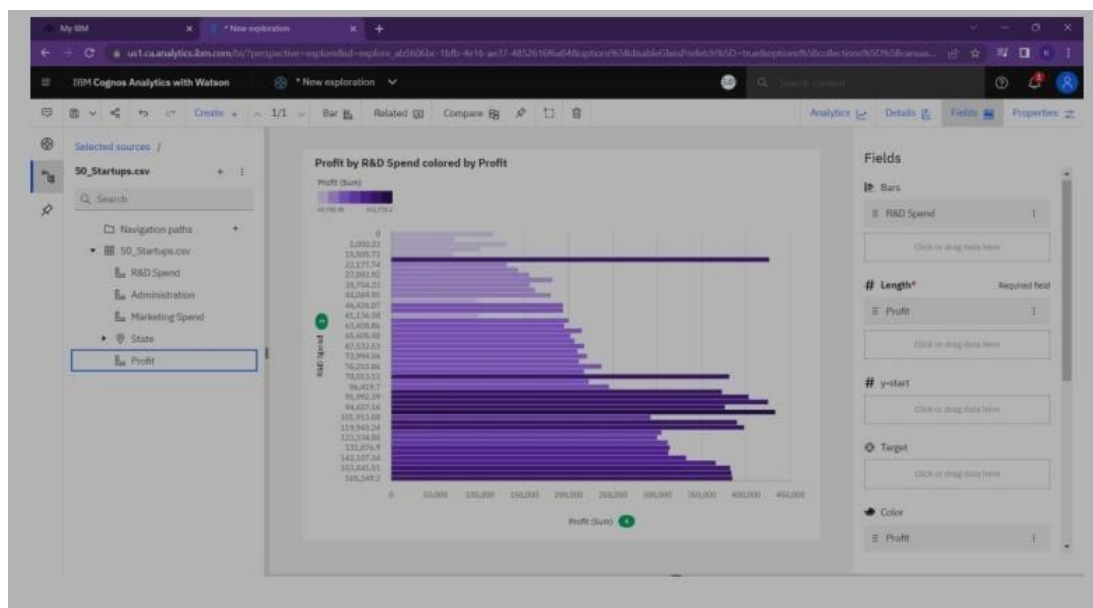 My IBM
* New exploration
IBM Cognos Analytics with Watson
* New exploration
Search content
Create +
1/1
Bar
Related
Compare
Analytics
Details
Fields
Properties
Selected sources /
50_Startups.csv
Search
Navigation paths
50_Startups.csv
R&D Spend
Administration
Marketing Spend
State
Profit
Profit by R&D Spend colored by Profit
Profit (Sum)
R&D Spend
0
1,000.23
22,177.74
27,892.92
28,754.33
44,069.95
46,426.07
61,136.38
63,408.86
65,605.48
67,532.53
73,994.56
76,253.86
78,013.11
86,419.7
91,992.39
94,657.16
101,913.08
119,943.24
123,334.88
131,876.9
142,107.34
153,441.51
165,349.2
0
50,000
100,000
150,000
200,000
250,000
300,000
350,000
400,000
450,000
Profit (Sum) 4
Fields
Bars
R&D Spend
Click or drag data here
# Length*
Required field
Profit
Click or drag data here
# y-start
Click or drag data here
Target
Click or drag data here
Color
Profit